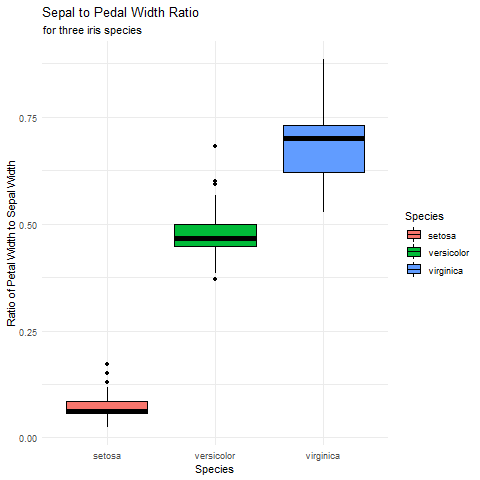 Sepal to Pedal Width Ratio
for three iris species
Ratio of Petal Width to Sepal Width
0.75
0.50
0.25
0.00
setosa
versicolor
virginica
Species
Species
setosa
versicolor
virginica